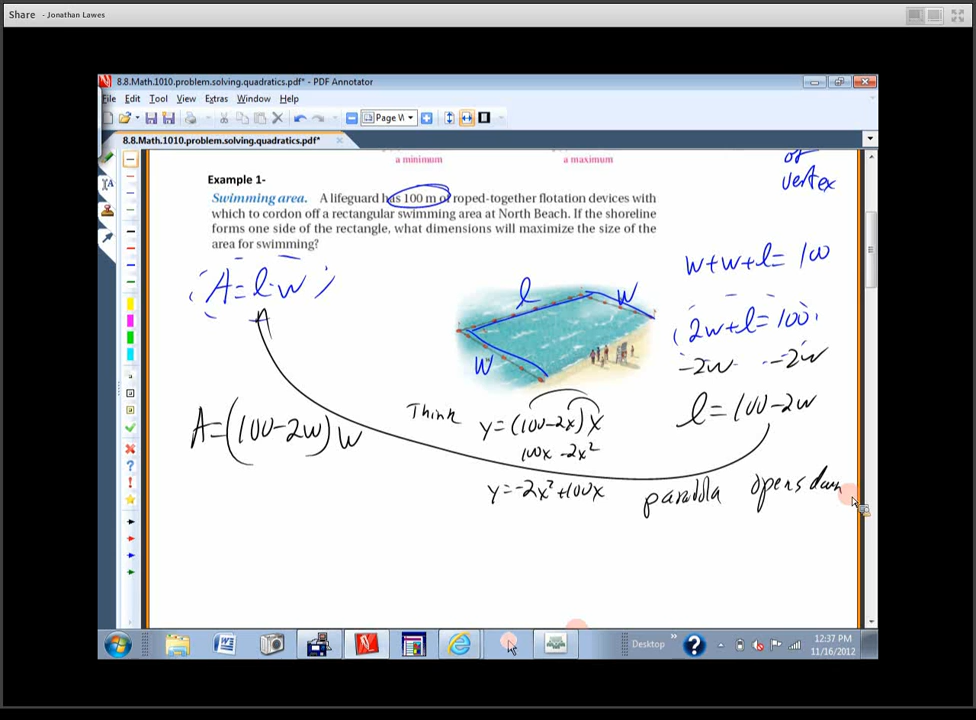 Share - Jonathan Lawes
8.8.Math.1010.problem.solving.quadratics.pdf* - PDF Annotator
File Edit Tool View Extras Window Help
Page W
8.8.Math.1010.problem.solving.quadratics.pdf*
a minimum a maximum
of
vertex
Example 1-
Swimming area. A lifeguard has 100 m of roped-together flotation devices with
which to cordon off a rectangular swimming area at North Beach. If the shoreline
forms one side of the rectangle, what dimensions will maximize the size of the
area for swimming?
(A=l·w)
l
w
w
w+w+l=100
(2w+l=100)
-2w -2w
l=100-2w
A=(100-2w)w
Think
y=(100-2x)x
100x-2x²
y=-2x²+100x
parabola opens down
Desktop
12:37 PM
11/16/2012